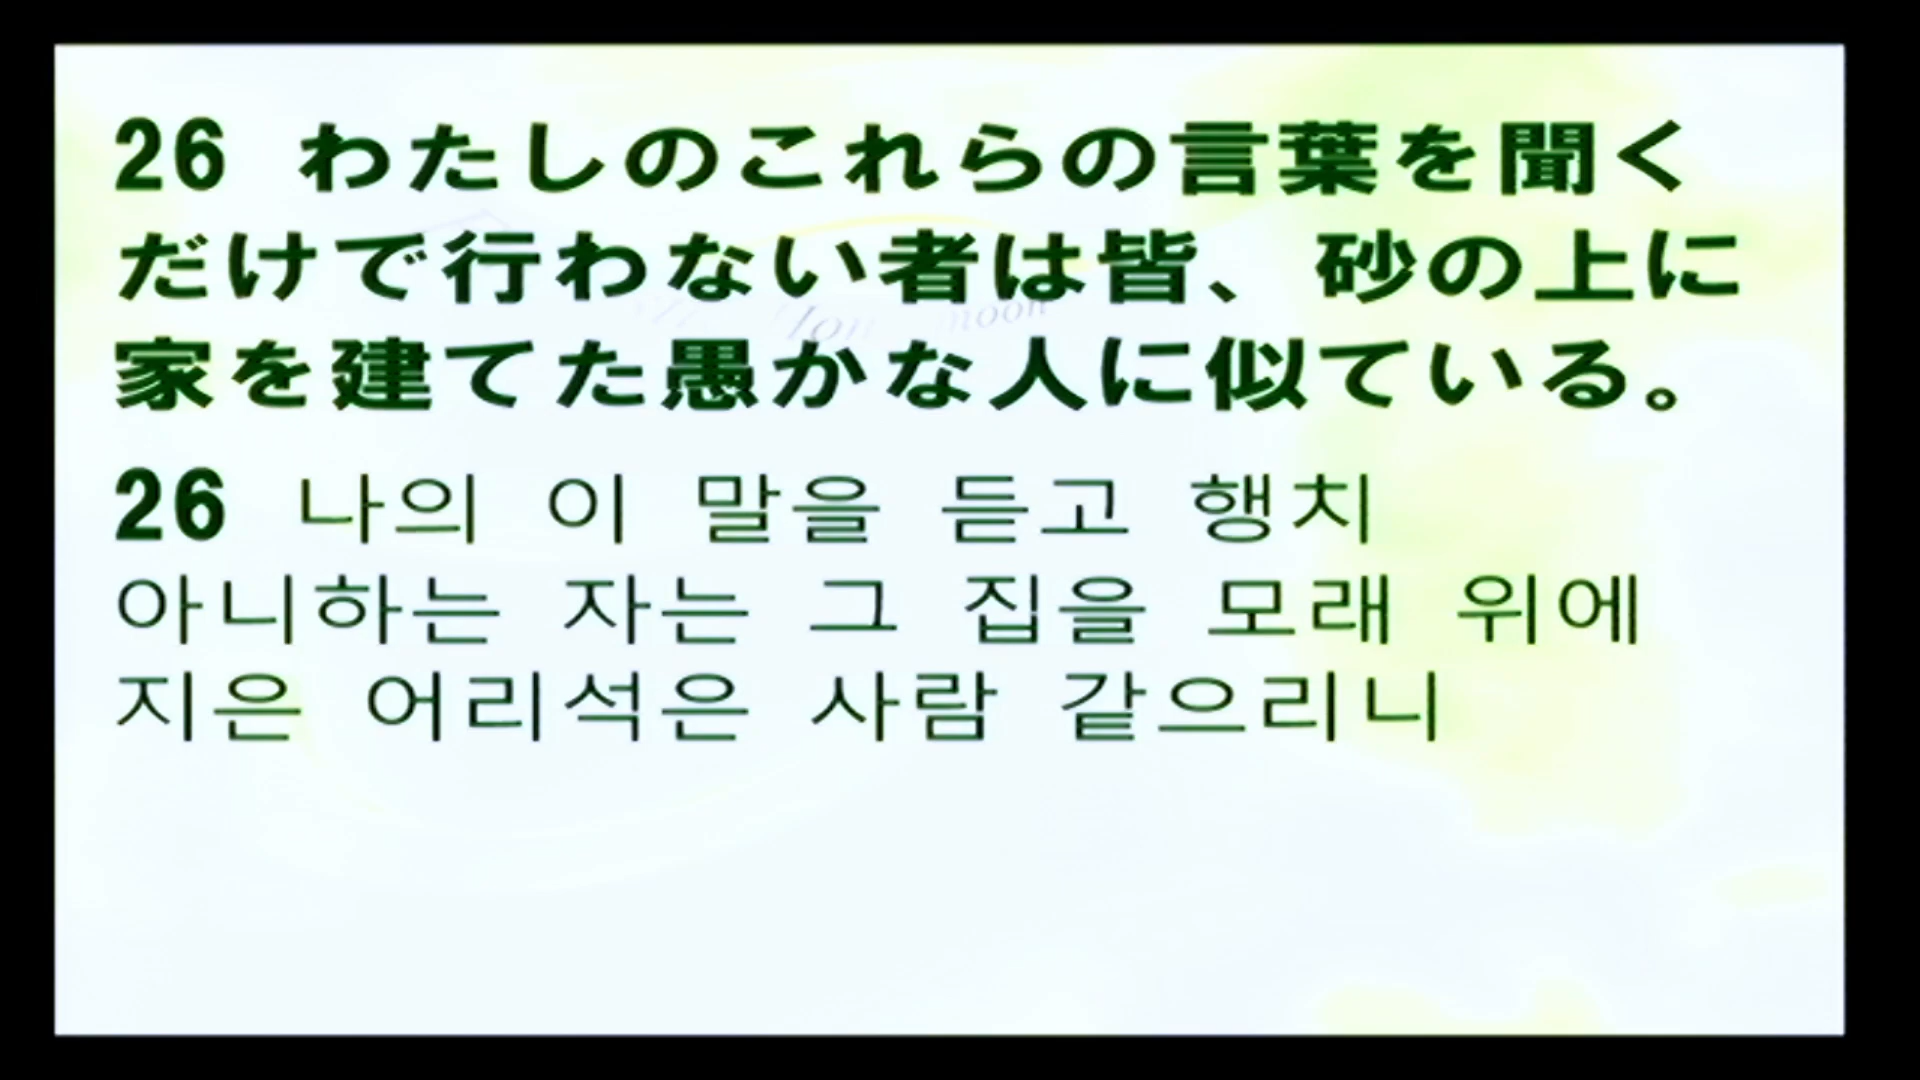 26 わたしのこれらの言葉を聞く
だけで行わない者は皆、砂の上に
家を建てた愚かな人に似ている。
26 나의 이 말을 듣고 행치
아니하는 자는 그 집을 모래 위에
지은 어리석은 사람 같으리니